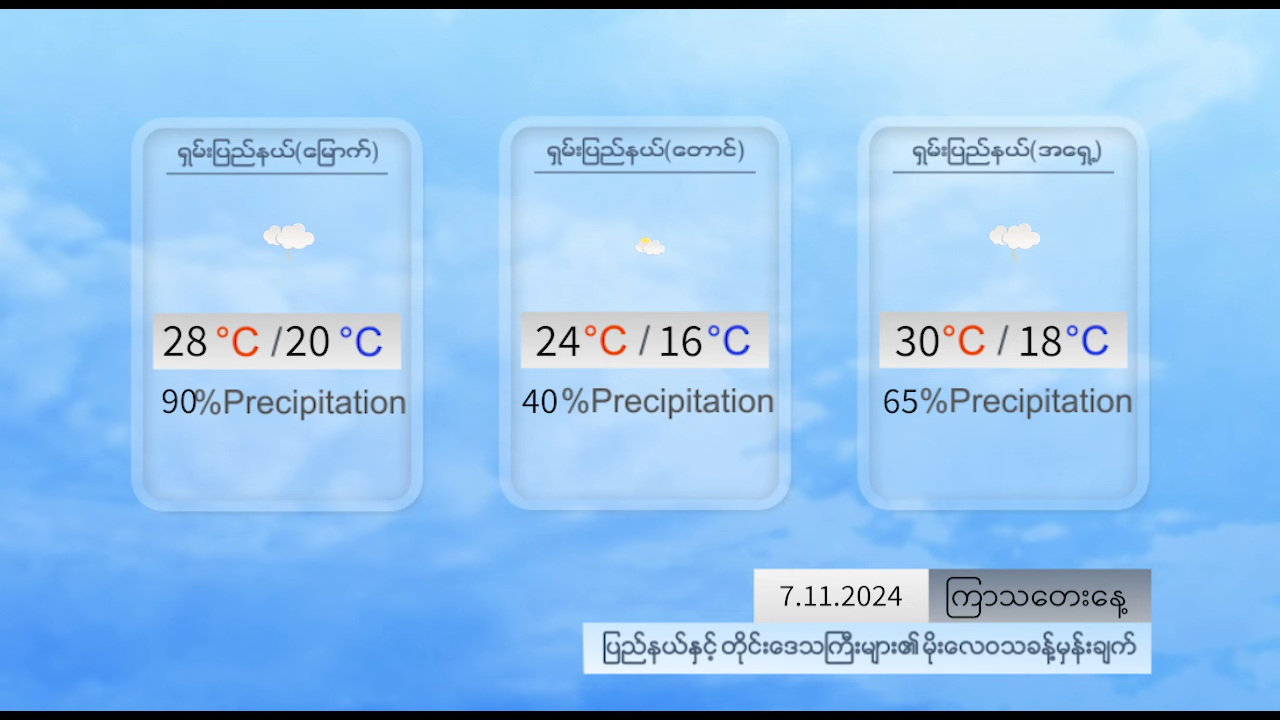 ရှမ်းပြည်နယ်(မြောက်)
28 °C /20 °C
90%Precipitation
ရှမ်းပြည်နယ်(တောင်)
24°C / 16°C
40%Precipitation
ရှမ်းပြည်နယ်(အရှေ့)
30°C / 18°C
65%Precipitation
7.11.2024 ကြာသတေးနေ့
ပြည်နယ်နှင့် တိုင်းဒေသကြီးများ၏ မိုးလေဝသခန့်မှန်းချက်